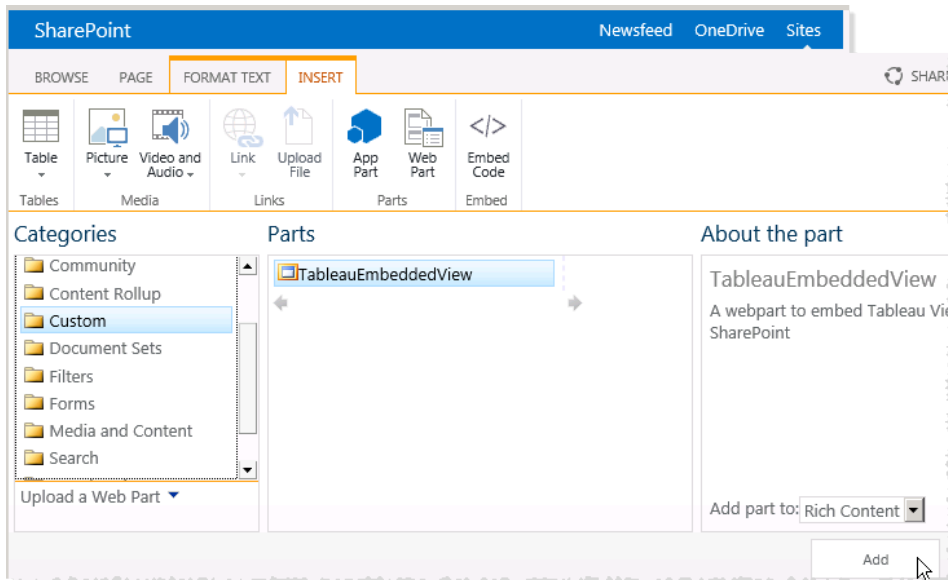 SharePoint
Newsfeed OneDrive Sites
BROWSE PAGE FORMAT TEXT INSERT
Table
Picture
Video and
Audio
Link
Upload
File
App
Part
Web
Part
</>
Embed
Code
Tables
Media
Links
Parts
Embed
Categories
Community
Content Rollup
Custom
Document Sets
Filters
Forms
Media and Content
Search
Upload a Web Part
Parts
TableauEmbeddedView
About the part
TableauEmbeddedView
A webpart to embed Tableau
SharePoint
Add part to: Rich Content
Add